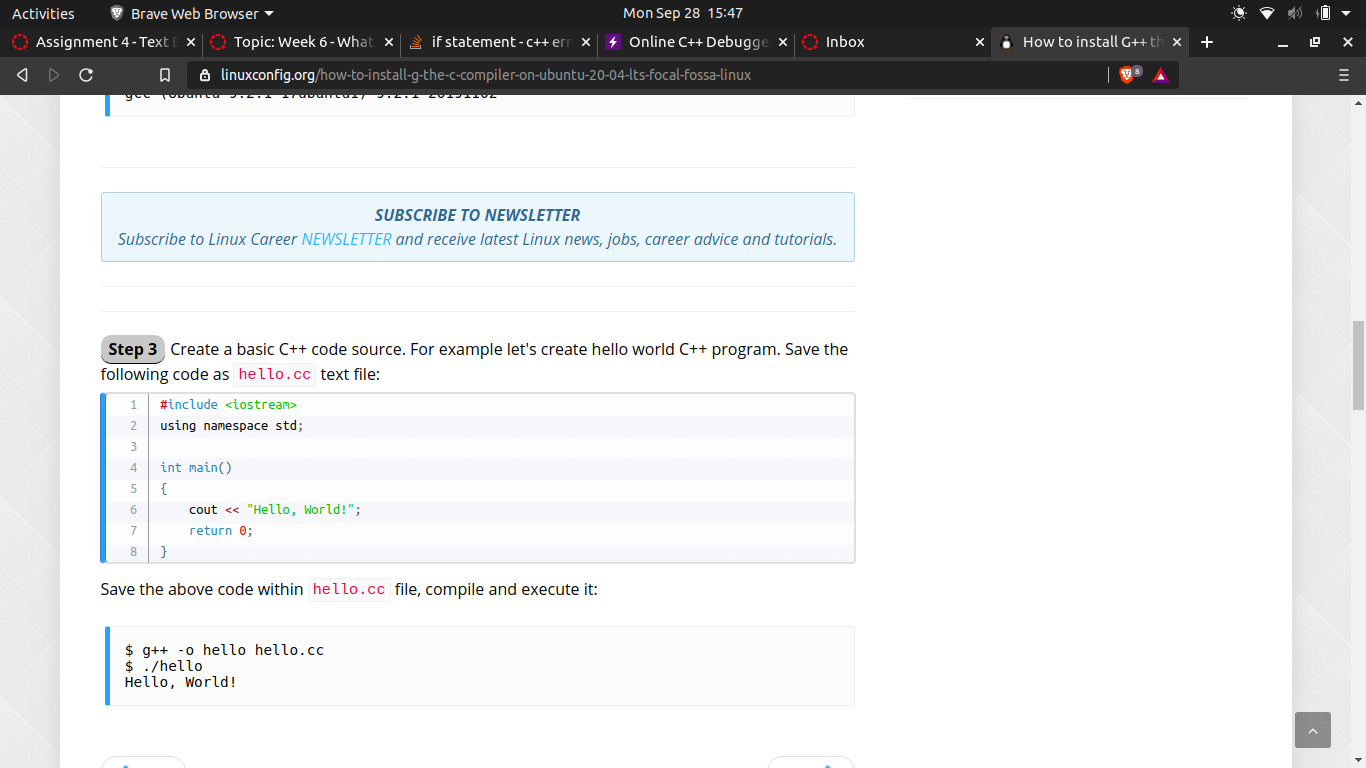 Activities
Brave Web Browser
Mon Sep 28 15:47
Assignment 4 - Text E
Topic: Week 6 - What
if statement - c++ err
Online C++ Debugge
Inbox
How to install G++ th
linuxconfig.org/how-to-install-g-the-c-compiler-on-ubuntu-20-04-lts-focal-fossa-linux
8
SUBSCRIBE TO NEWSLETTER
Subscribe to Linux Career NEWSLETTER and receive latest Linux news, jobs, career advice and tutorials.
Step 3 Create a basic C++ code source. For example let's create hello world C++ program. Save the
following code as hello.cc text file:
1 #include <iostream>
2 using namespace std;
3
4 int main()
5 {
6 cout << "Hello, World!";
7 return 0;
8 }
Save the above code within hello.cc file, compile and execute it:
$ g++ -o hello hello.cc
$ ./hello
Hello, World!